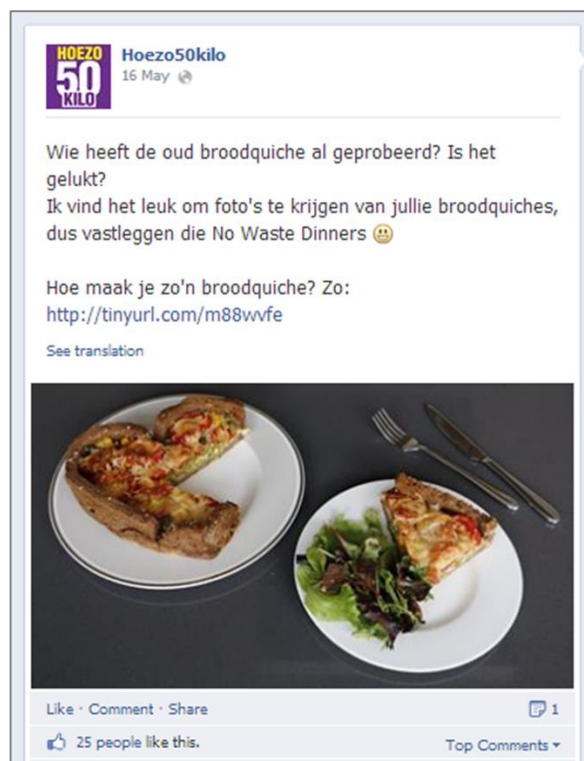 HOEZO
50
KILO
Hoezo50kilo
16 May
Wie heeft de oud broodquiche al geprobeerd? Is het
gelukt?
Ik vind het leuk om foto's te krijgen van jullie broodquiches,
dus vastleggen die No Waste Dinners
Hoe maak je zo'n broodquiche? Zo:
http://tinyurl.com/m88wvfe
See translation
Like · Comment · Share 1
25 people like this. Top Comments